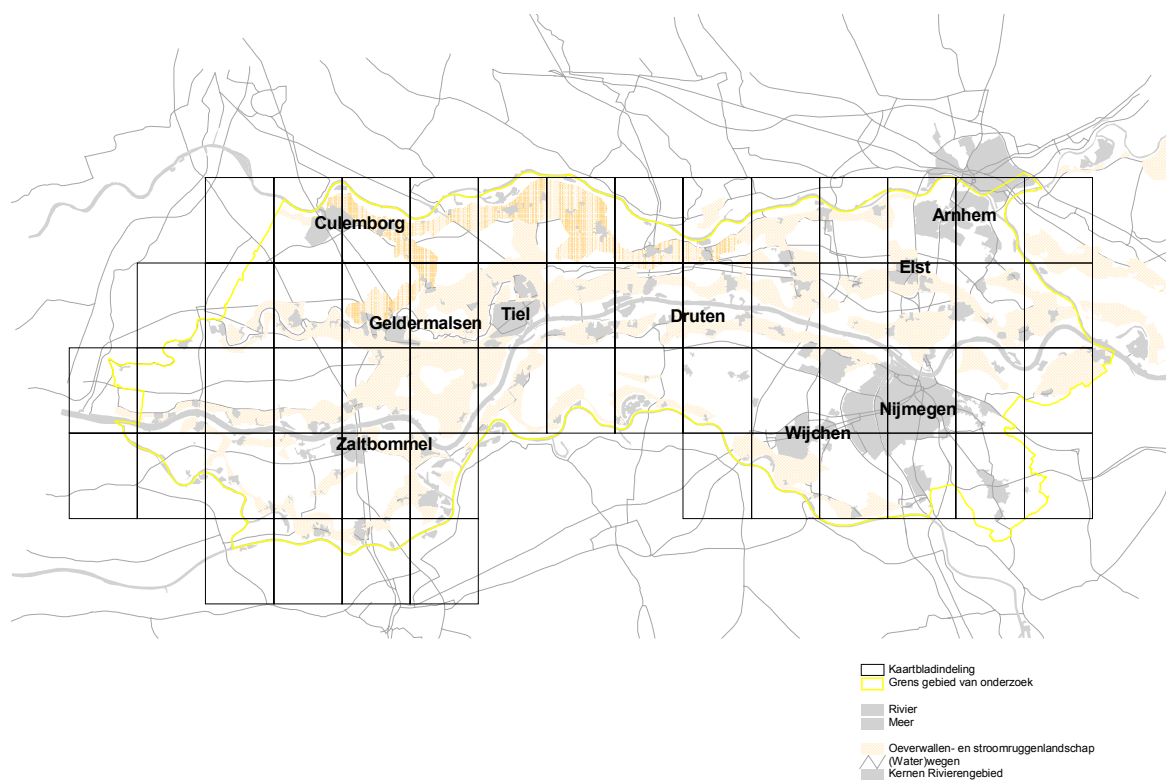 Culemborg
Arnhem
Elst
Geldermalsen
Tiel
Druten
Nijmegen
Wijchen
Zaltbommel
Kaartbladindeling
Grens gebied van onderzoek
Rivier
Meer
Oeverwallen- en stroomruggenlandschap
(Water)wegen
Kernen Rivierengebied